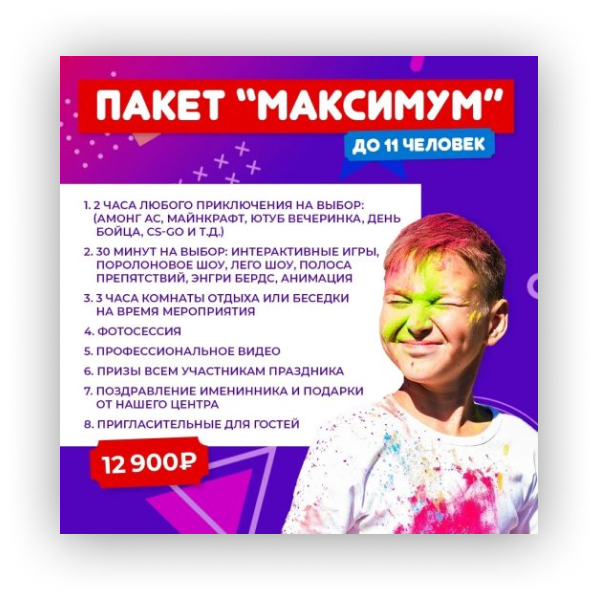 ПАКЕТ "МАКСИМУМ"
ДО 11 ЧЕЛОВЕК
1. 2 ЧАСА ЛЮБОГО ПРИКЛЮЧЕНИЯ НА ВЫБОР:
(АМОНГ АС, МАЙНКРАФТ, ЮТУБ ВЕЧЕРИНКА, ДЕНЬ
БОЙЦА, CS-GO И Т.Д.)
2. 30 МИНУТ НА ВЫБОР: ИНТЕРАКТИВНЫЕ ИГРЫ,
ПОРОЛОНОВОЕ ШОУ, ЛЕГО ШОУ, ПОЛОСА
ПРЕПЯТСТВИЙ, ЭНГРИ БЕРДС, АНИМАЦИЯ
3. 3 ЧАСА КОМНАТЫ ОТДЫХА ИЛИ БЕСЕДКИ
НА ВРЕМЯ МЕРОПРИЯТИЯ
4. ФОТОСЕССИЯ
5. ПРОФЕССИОНАЛЬНОЕ ВИДЕО
6. ПРИЗЫ ВСЕМ УЧАСТНИКАМ ПРАЗДНИКА
7. ПОЗДРАВЛЕНИЕ ИМЕНИННИКА И ПОДАРКИ
ОТ НАШЕГО ЦЕНТРА
8. ПРИГЛАСИТЕЛЬНЫЕ ДЛЯ ГОСТЕЙ
12 900₽